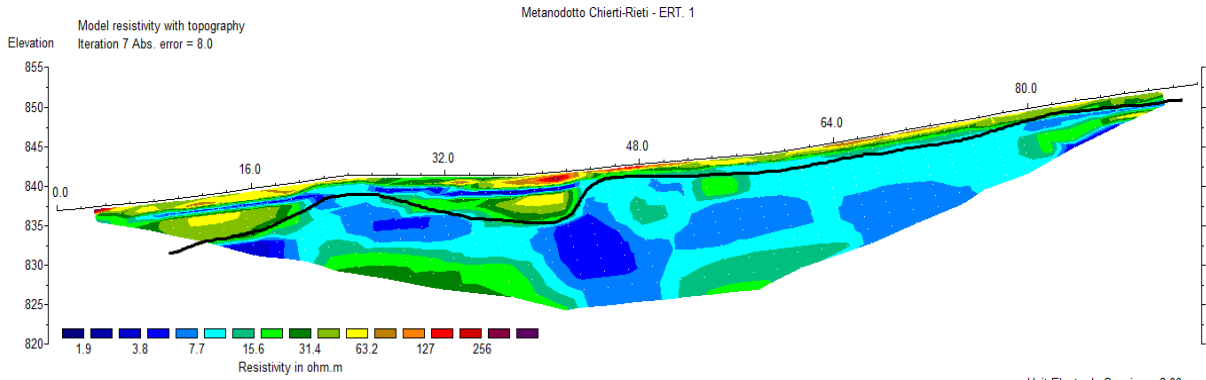 Metanodotto Chierti-Rieti - ERT. 1
Model resistivity with topography
Elevation Iteration 7 Abs. error = 8.0
855
850
845
840
835
830
825
820
0.0
16.0
32.0
48.0
64.0
80.0
1.9 3.8 7.7 15.6 31.4 63.2 127 256
Resistivity in ohm.m